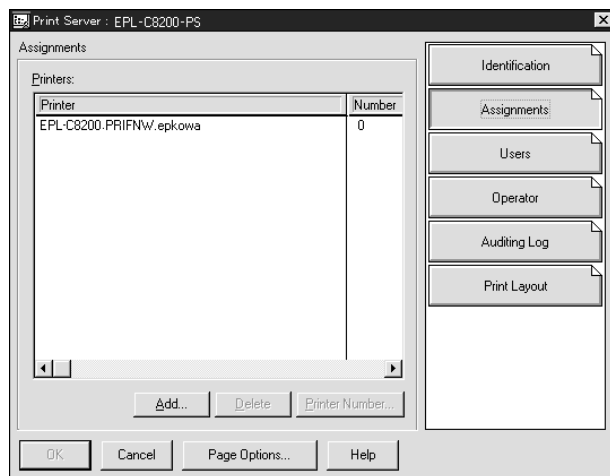 Print Server : EPL-C8200-PS
Assignments
Printers:
Printer Number
EPL-C8200.PRIFNW.epkowa 0
Add... Delete Printer Number...
OK Cancel Page Options... Help
Identification
Assignments
Users
Operator
Auditing Log
Print Layout